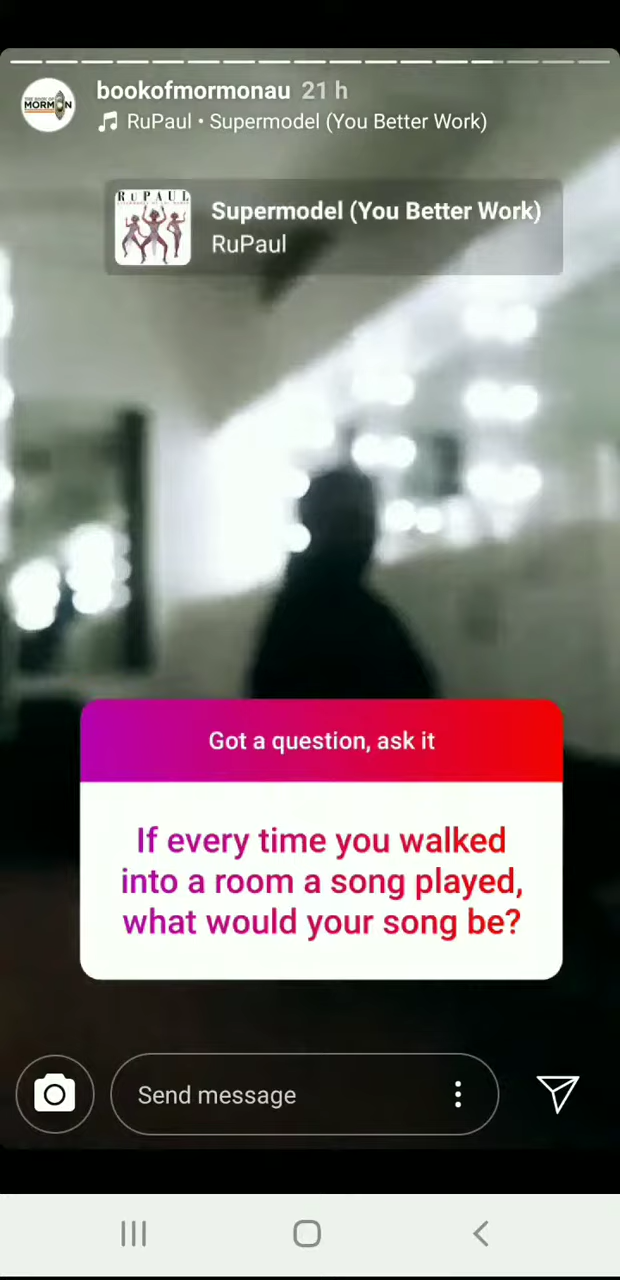 bookofmormonau 21 h
RuPaul • Supermodel (You Better Work)
RUPAUL
Supermodel (You Better Work)
RuPaul
Got a question, ask it
If every time you walked
into a room a song played,
what would your song be?
Send message